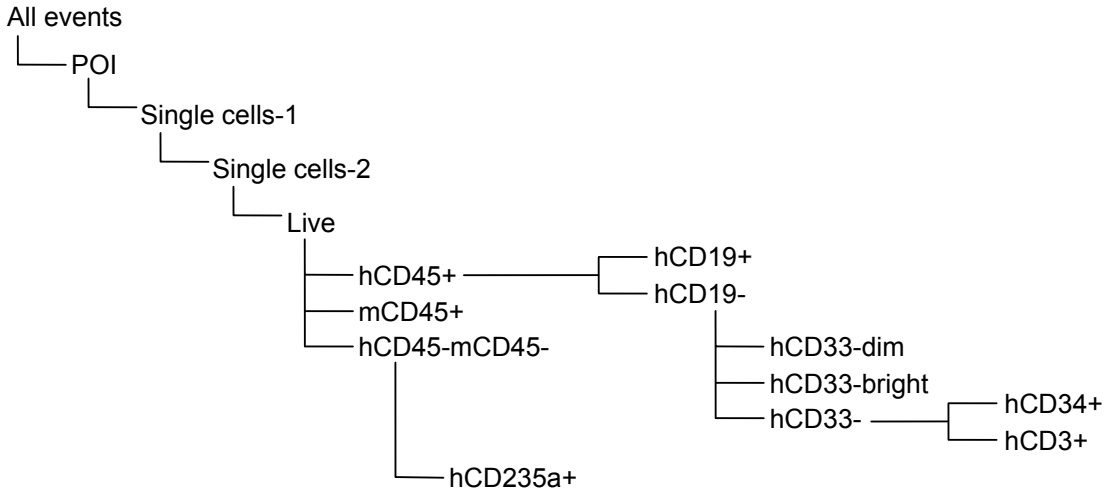 All events
POI
Single cells-1
Single cells-2
Live
hCD45+
mCD45+
hCD45-mCD45-
hCD235a+
hCD19+
hCD19-
hCD33-dim
hCD33-bright
hCD33-
hCD34+
hCD3+